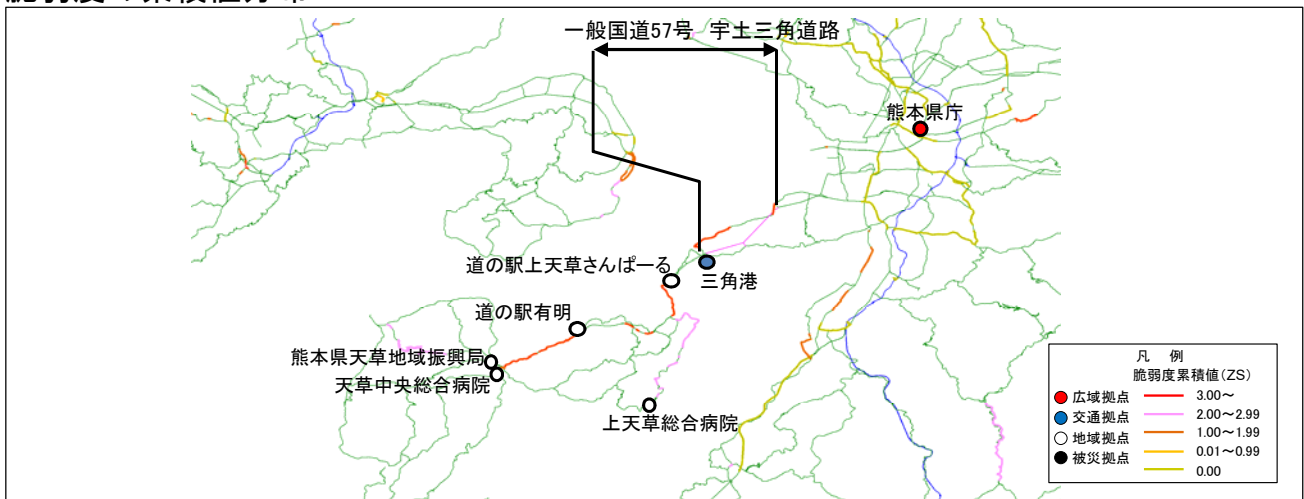 一般国道57号 宇土三角道路
熊本県庁
道の駅上天草さんぱーる
三角港
道の駅有明
熊本県天草地域振興局
天草中央総合病院
上天草総合病院
凡 例
脆弱度累積値(ZS)
広域拠点 3.00～
交通拠点 2.00～2.99
地域拠点 1.00～1.99
被災拠点 0.01～0.99
0.00